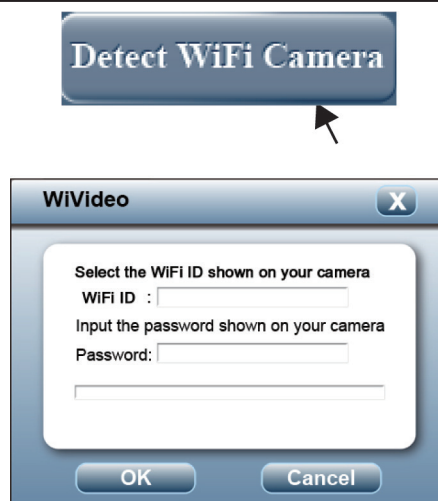 Detect WiFi Camera
WiVideo
X
Select the WiFi ID shown on your camera
WiFi ID :
Input the password shown on your camera
Password:
OK Cancel